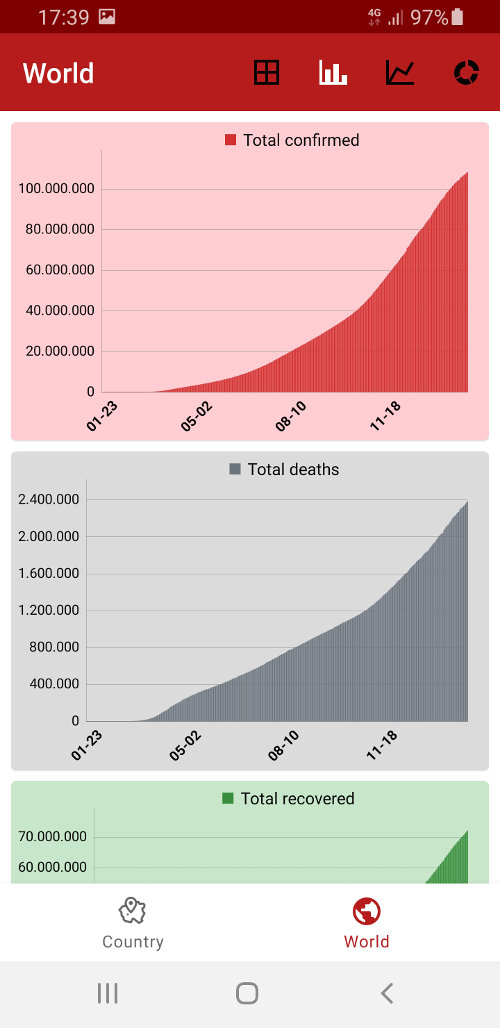 17:39 4G 97%
World
Total confirmed
100.000.000
80.000.000
60.000.000
40.000.000
20.000.000
0
01-23 05-02 08-10 11-18
Total deaths
2.400.000
2.000.000
1.600.000
1.200.000
800.000
400.000
0
01-23 05-02 08-10 11-18
Total recovered
70.000.000
60.000.000
Country World